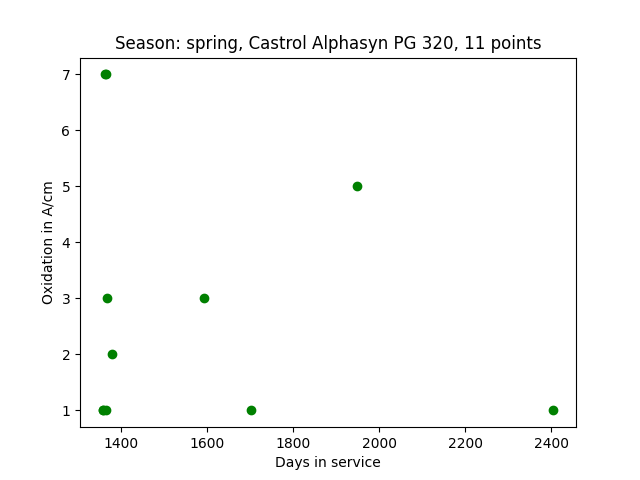 Season: spring, Castrol Alphasyn PG 320, 11 points
7
6
5
4
3
2
1
Oxidation in A/cm
1400 1600 1800 2000 2200 2400
Days in service